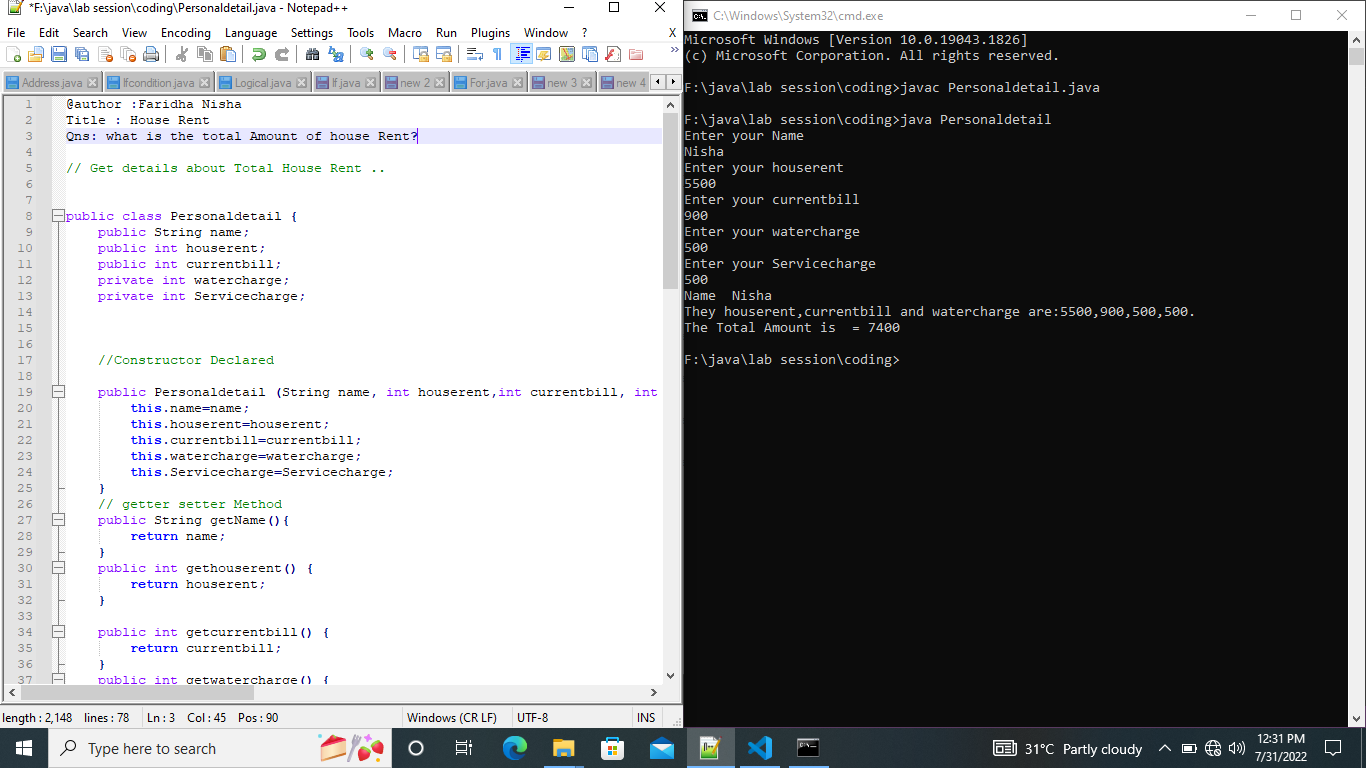 *F:\java\lab session\coding\Personaldetail.java - Notepad++
File Edit Search View Encoding Language Settings Tools Macro Run Plugins Window ? X
Address.java Ifcondition.java Logical.java If.java new 2 For.java new 3 new 4
1 @author :Faridha Nisha
2 Title : House Rent
3 Qns: what is the total Amount of house Rent?
4
5 // Get details about Total House Rent ..
6
7
8 public class Personaldetail {
9 public String name;
10 public int houserent;
11 public int currentbill;
12 private int watercharge;
13 private int Servicecharge;
14
15
16
17 //Constructor Declared
18
19 public Personaldetail (String name, int houserent,int currentbill, int
20 this.name=name;
21 this.houserent=houserent;
22 this.currentbill=currentbill;
23 this.watercharge=watercharge;
24 this.Servicecharge=Servicecharge;
25 }
26 // getter setter Method
27 public String getName(){
28 return name;
29 }
30 public int gethouserent() {
31 return houserent;
32 }
33
34 public int getcurrentbill() {
35 return currentbill;
36 }
37 public int getwatercharge() {
length : 2,148 lines : 78 Ln : 3 Col : 45 Pos : 90 Windows (CR LF) UTF-8 INS
C:\Windows\System32\cmd.exe
Microsoft Windows [Version 10.0.19043.1826]
(c) Microsoft Corporation. All rights reserved.
F:\java\lab session\coding>javac Personaldetail.java
F:\java\lab session\coding>java Personaldetail
Enter your Name
Nisha
Enter your houserent
5500
Enter your currentbill
900
Enter your watercharge
500
Enter your Servicecharge
500
Name  Nisha
They houserent,currentbill and watercharge are:5500,900,500,500.
The Total Amount is  = 7400
F:\java\lab session\coding>
Type here to search
31°C Partly cloudy
12:31 PM
7/31/2022